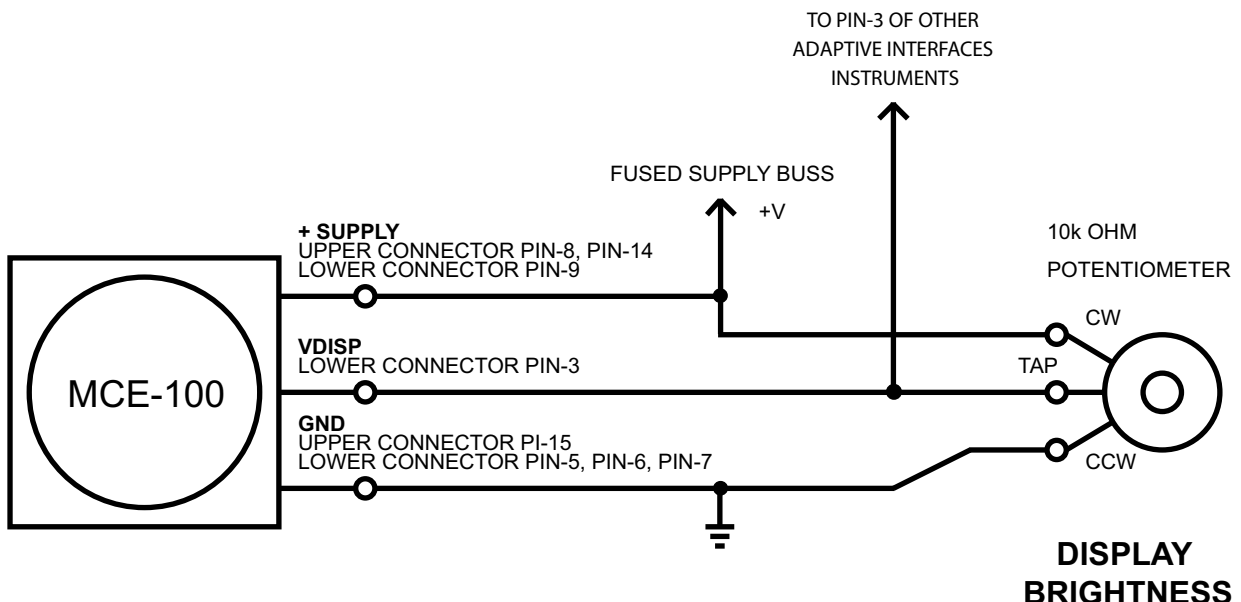 TO PIN-3 OF OTHER
ADAPTIVE INTERFACES
INSTRUMENTS
FUSED SUPPLY BUSS
+V
+ SUPPLY
UPPER CONNECTOR PIN-8, PIN-14
LOWER CONNECTOR PIN-9
10k OHM
POTENTIOMETER
CW
VDISP
LOWER CONNECTOR PIN-3
TAP
MCE-100
GND
UPPER CONNECTOR PI-15
LOWER CONNECTOR PIN-5, PIN-6, PIN-7
CCW
DISPLAY
BRIGHTNESS